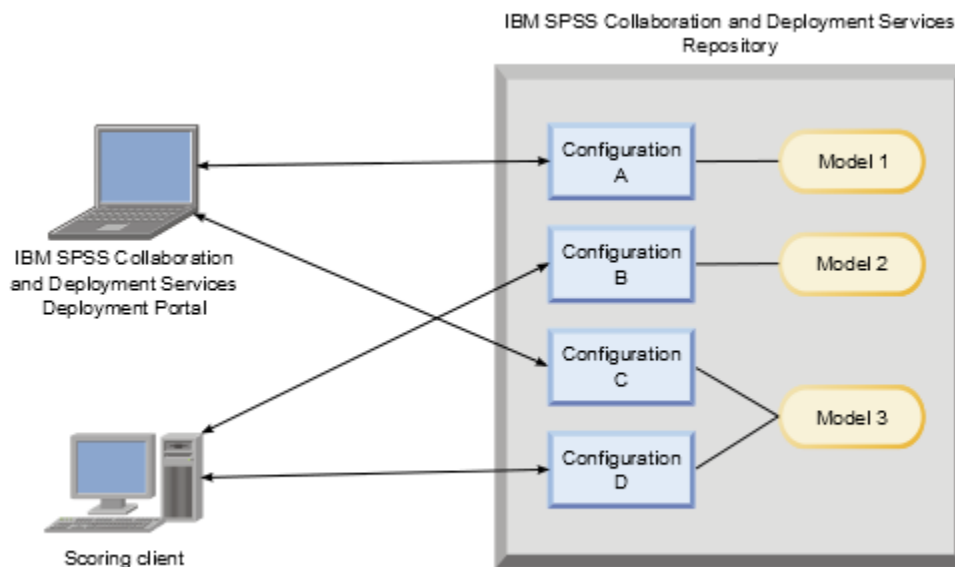 IBM SPSS Collaboration and Deployment Services
Repository
Configuration
A
Model 1
IBM SPSS Collaboration
and Deployment Services
Deployment Portal
Configuration
B
Model 2
Configuration
C
Model 3
Configuration
D
Scoring client